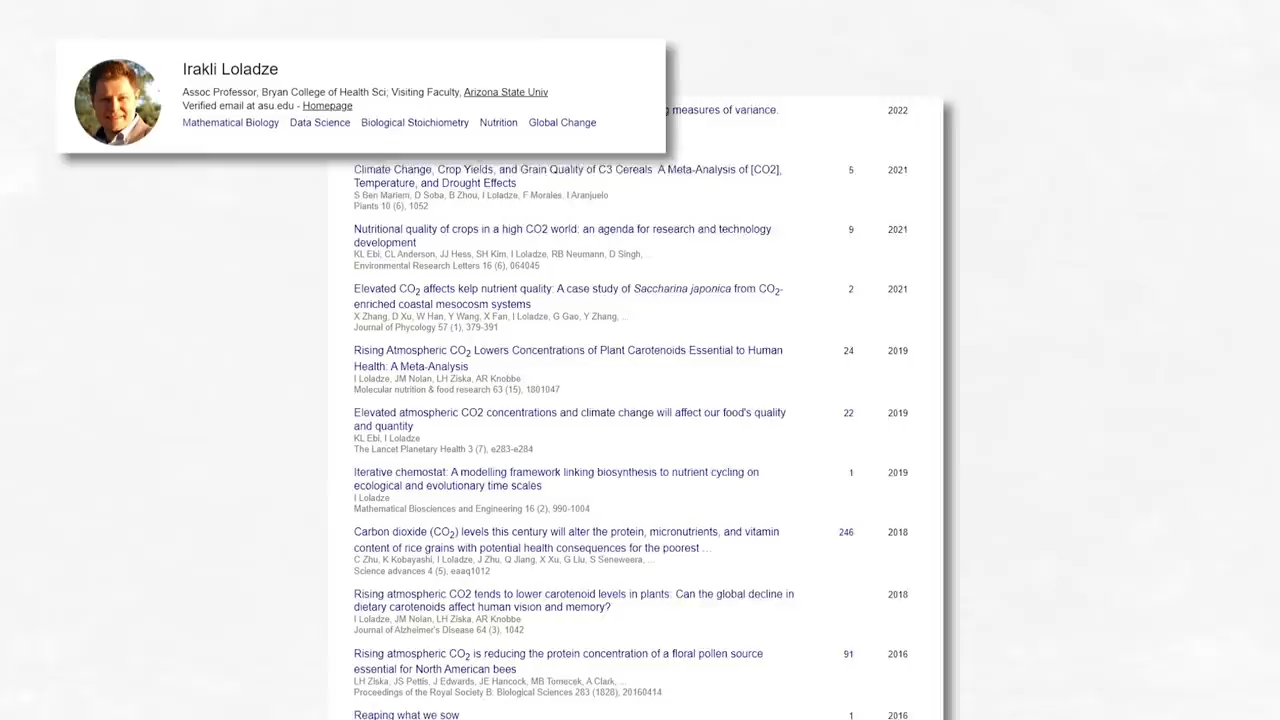 Irakli Loladze
Assoc Professor, Bryan College of Health Sci; Visiting Faculty, Arizona State Univ
Verified email at asu.edu - Homepage
Mathematical Biology Data Science Biological Stoichiometry Nutrition Global Change
measures of variance. 2022
Climate Change, Crop Yields, and Grain Quality of C3 Cereals A Meta-Analysis of [CO2], 5 2021
Temperature, and Drought Effects
S Ben Mariem, D Soba, B Zhou, I Loladze, F Morales, I Aranjuelo
Plants 10 (6), 1052
Nutritional quality of crops in a high CO2 world: an agenda for research and technology 9 2021
development
KL Ebi, CL Anderson, JJ Hess, SH Kim, I Loladze, RB Neumann, D Singh, ...
Environmental Research Letters 16 (6), 064045
Elevated CO2 affects kelp nutrient quality: A case study of Saccharina japonica from CO2- 2 2021
enriched coastal mesocosm systems
X Zhang, D Xu, W Han, Y Wang, X Fan, I Loladze, G Gao, Y Zhang, ...
Journal of Phycology 57 (1), 379-391
Rising Atmospheric CO2 Lowers Concentrations of Plant Carotenoids Essential to Human 24 2019
Health: A Meta-Analysis
I Loladze, JM Nolan, LH Ziska, AR Knobbe
Molecular nutrition & food research 63 (15), 1801047
Elevated atmospheric CO2 concentrations and climate change will affect our food's quality 22 2019
and quantity
KL Ebi, I Loladze
The Lancet Planetary Health 3 (7), e283-e284
Iterative chemostat: A modelling framework linking biosynthesis to nutrient cycling on 1 2019
ecological and evolutionary time scales
I Loladze
Mathematical Biosciences and Engineering 16 (2), 990-1004
Carbon dioxide (CO2) levels this century will alter the protein, micronutrients, and vitamin 246 2018
content of rice grains with potential health consequences for the poorest ...
C Zhu, K Kobayashi, I Loladze, J Zhu, Q Jiang, X Xu, G Liu, S Seneweera, ...
Science advances 4 (5), eaaq1012
Rising atmospheric CO2 tends to lower carotenoid levels in plants: Can the global decline in 2018
dietary carotenoids affect human vision and memory?
I Loladze, JM Nolan, LH Ziska, AR Knobbe
Journal of Alzheimer's Disease 64 (3), 1042
Rising atmospheric CO2 is reducing the protein concentration of a floral pollen source 91 2016
essential for North American bees
LH Ziska, JS Pettis, J Edwards, JE Hancock, MB Tomecek, A Clark, ...
Proceedings of the Royal Society B: Biological Sciences 283 (1828), 20160414
Reaping what we sow 1 2016